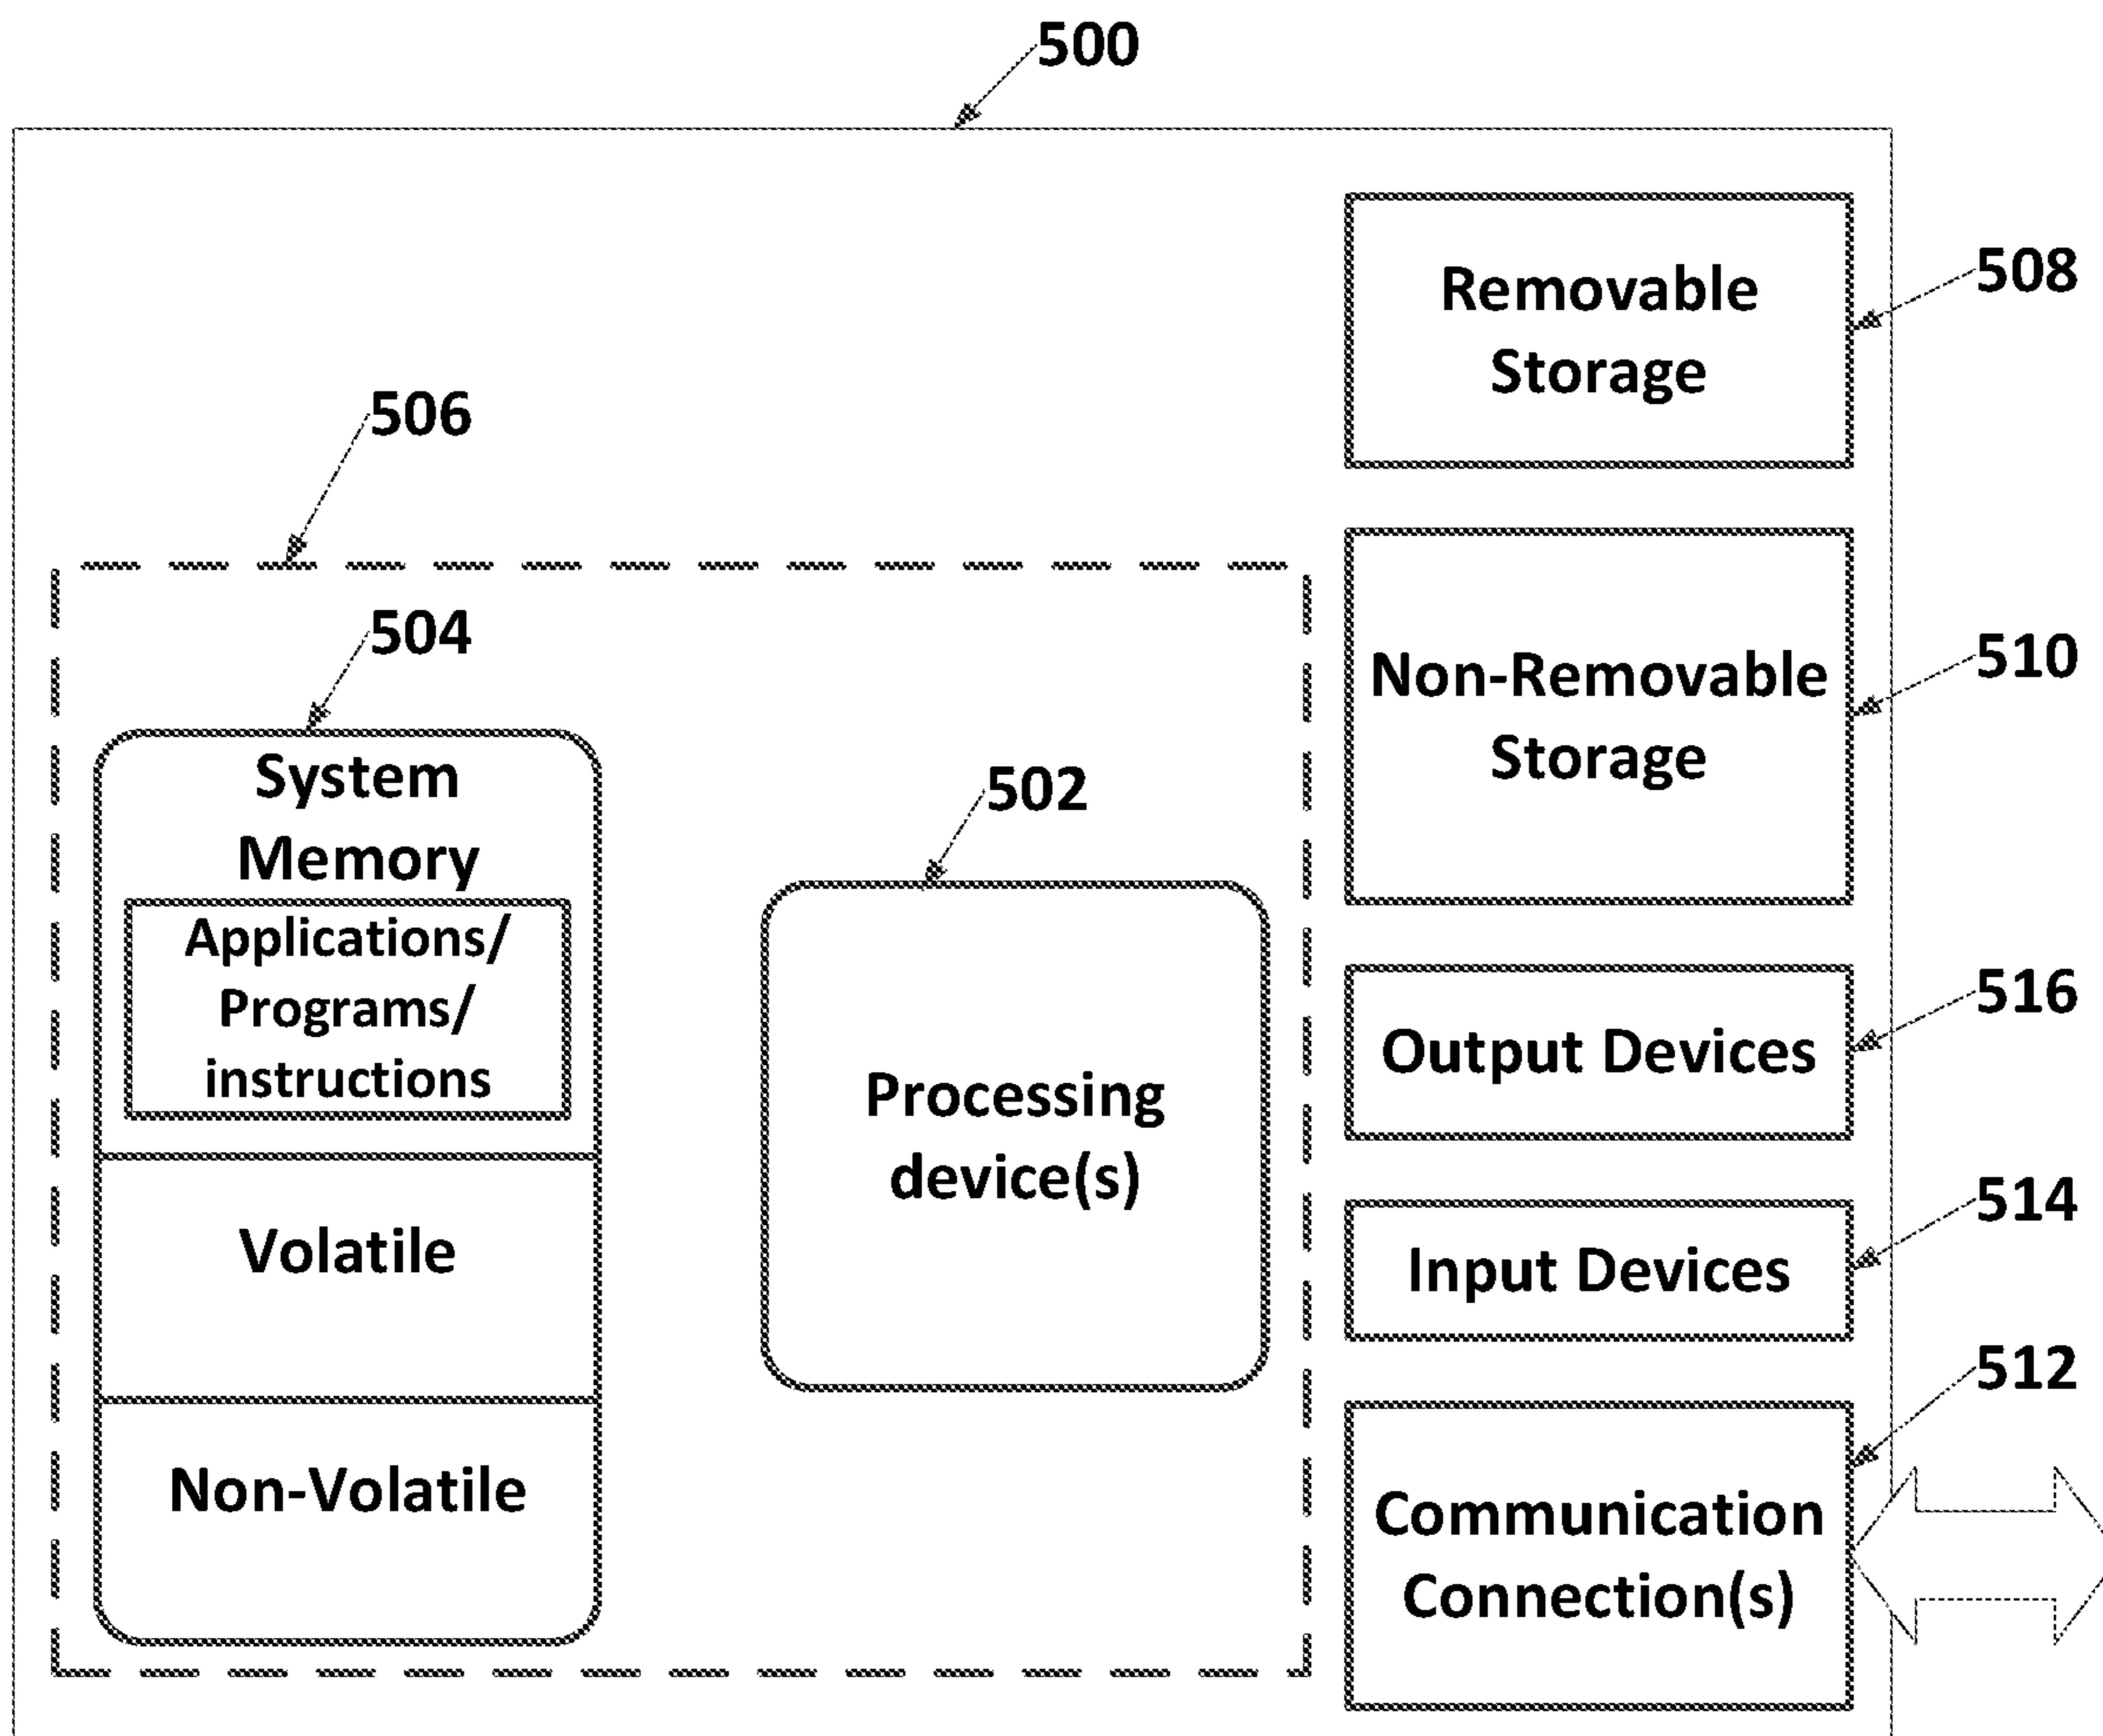 500
Removable
Storage
508
506
Non-Removable
Storage
510
504
System
Memory
Applications/
Programs/
instructions
Volatile
Non-Volatile
502
Processing
device(s)
Output Devices
516
Input Devices
514
Communication
Connection(s)
512